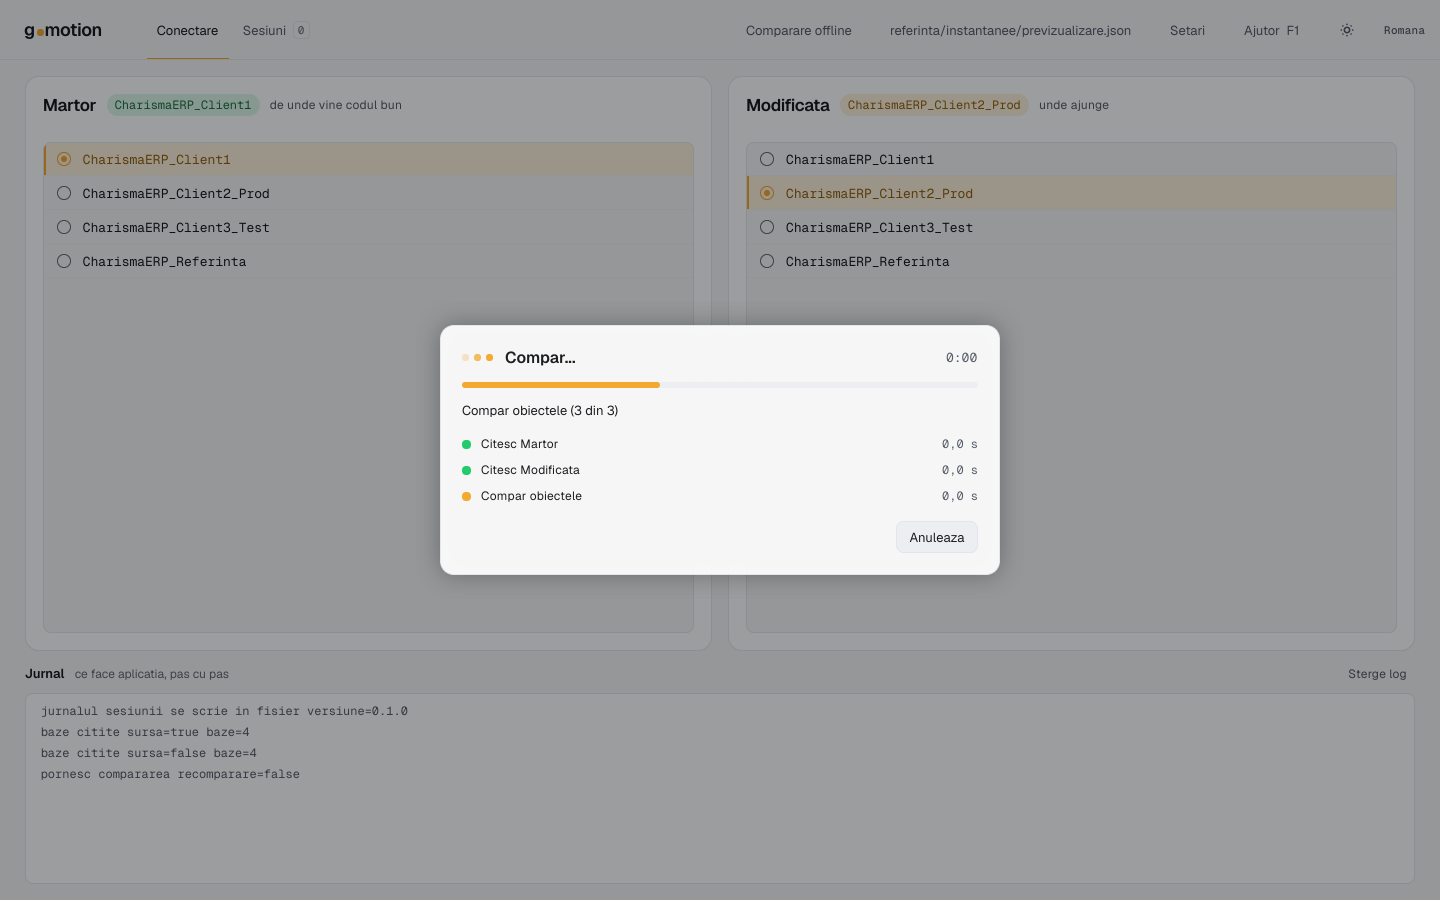 g motion
Conectare
Sesiuni 0
Comparare offline
referinta/instantanee/previzualizare.json
Setari
Ajutor F1
Romana
Martor CharismaERP_Client1 de unde vine codul bun
CharismaERP_Client1
CharismaERP_Client2_Prod
CharismaERP_Client3_Test
CharismaERP_Referinta
Modificata CharismaERP_Client2_Prod unde ajunge
CharismaERP_Client1
CharismaERP_Client2_Prod
CharismaERP_Client3_Test
CharismaERP_Referinta
Compar... 0:00
Compar obiectele (3 din 3)
Citesc Martor 0,0 s
Citesc Modificata 0,0 s
Compar obiectele 0,0 s
Anuleaza
Jurnal ce face aplicatia, pas cu pas
Sterge log
jurnalul sesiunii se scrie in fisier versiune=0.1.0
baze citite sursa=true baze=4
baze citite sursa=false baze=4
pornesc compararea recomparare=false